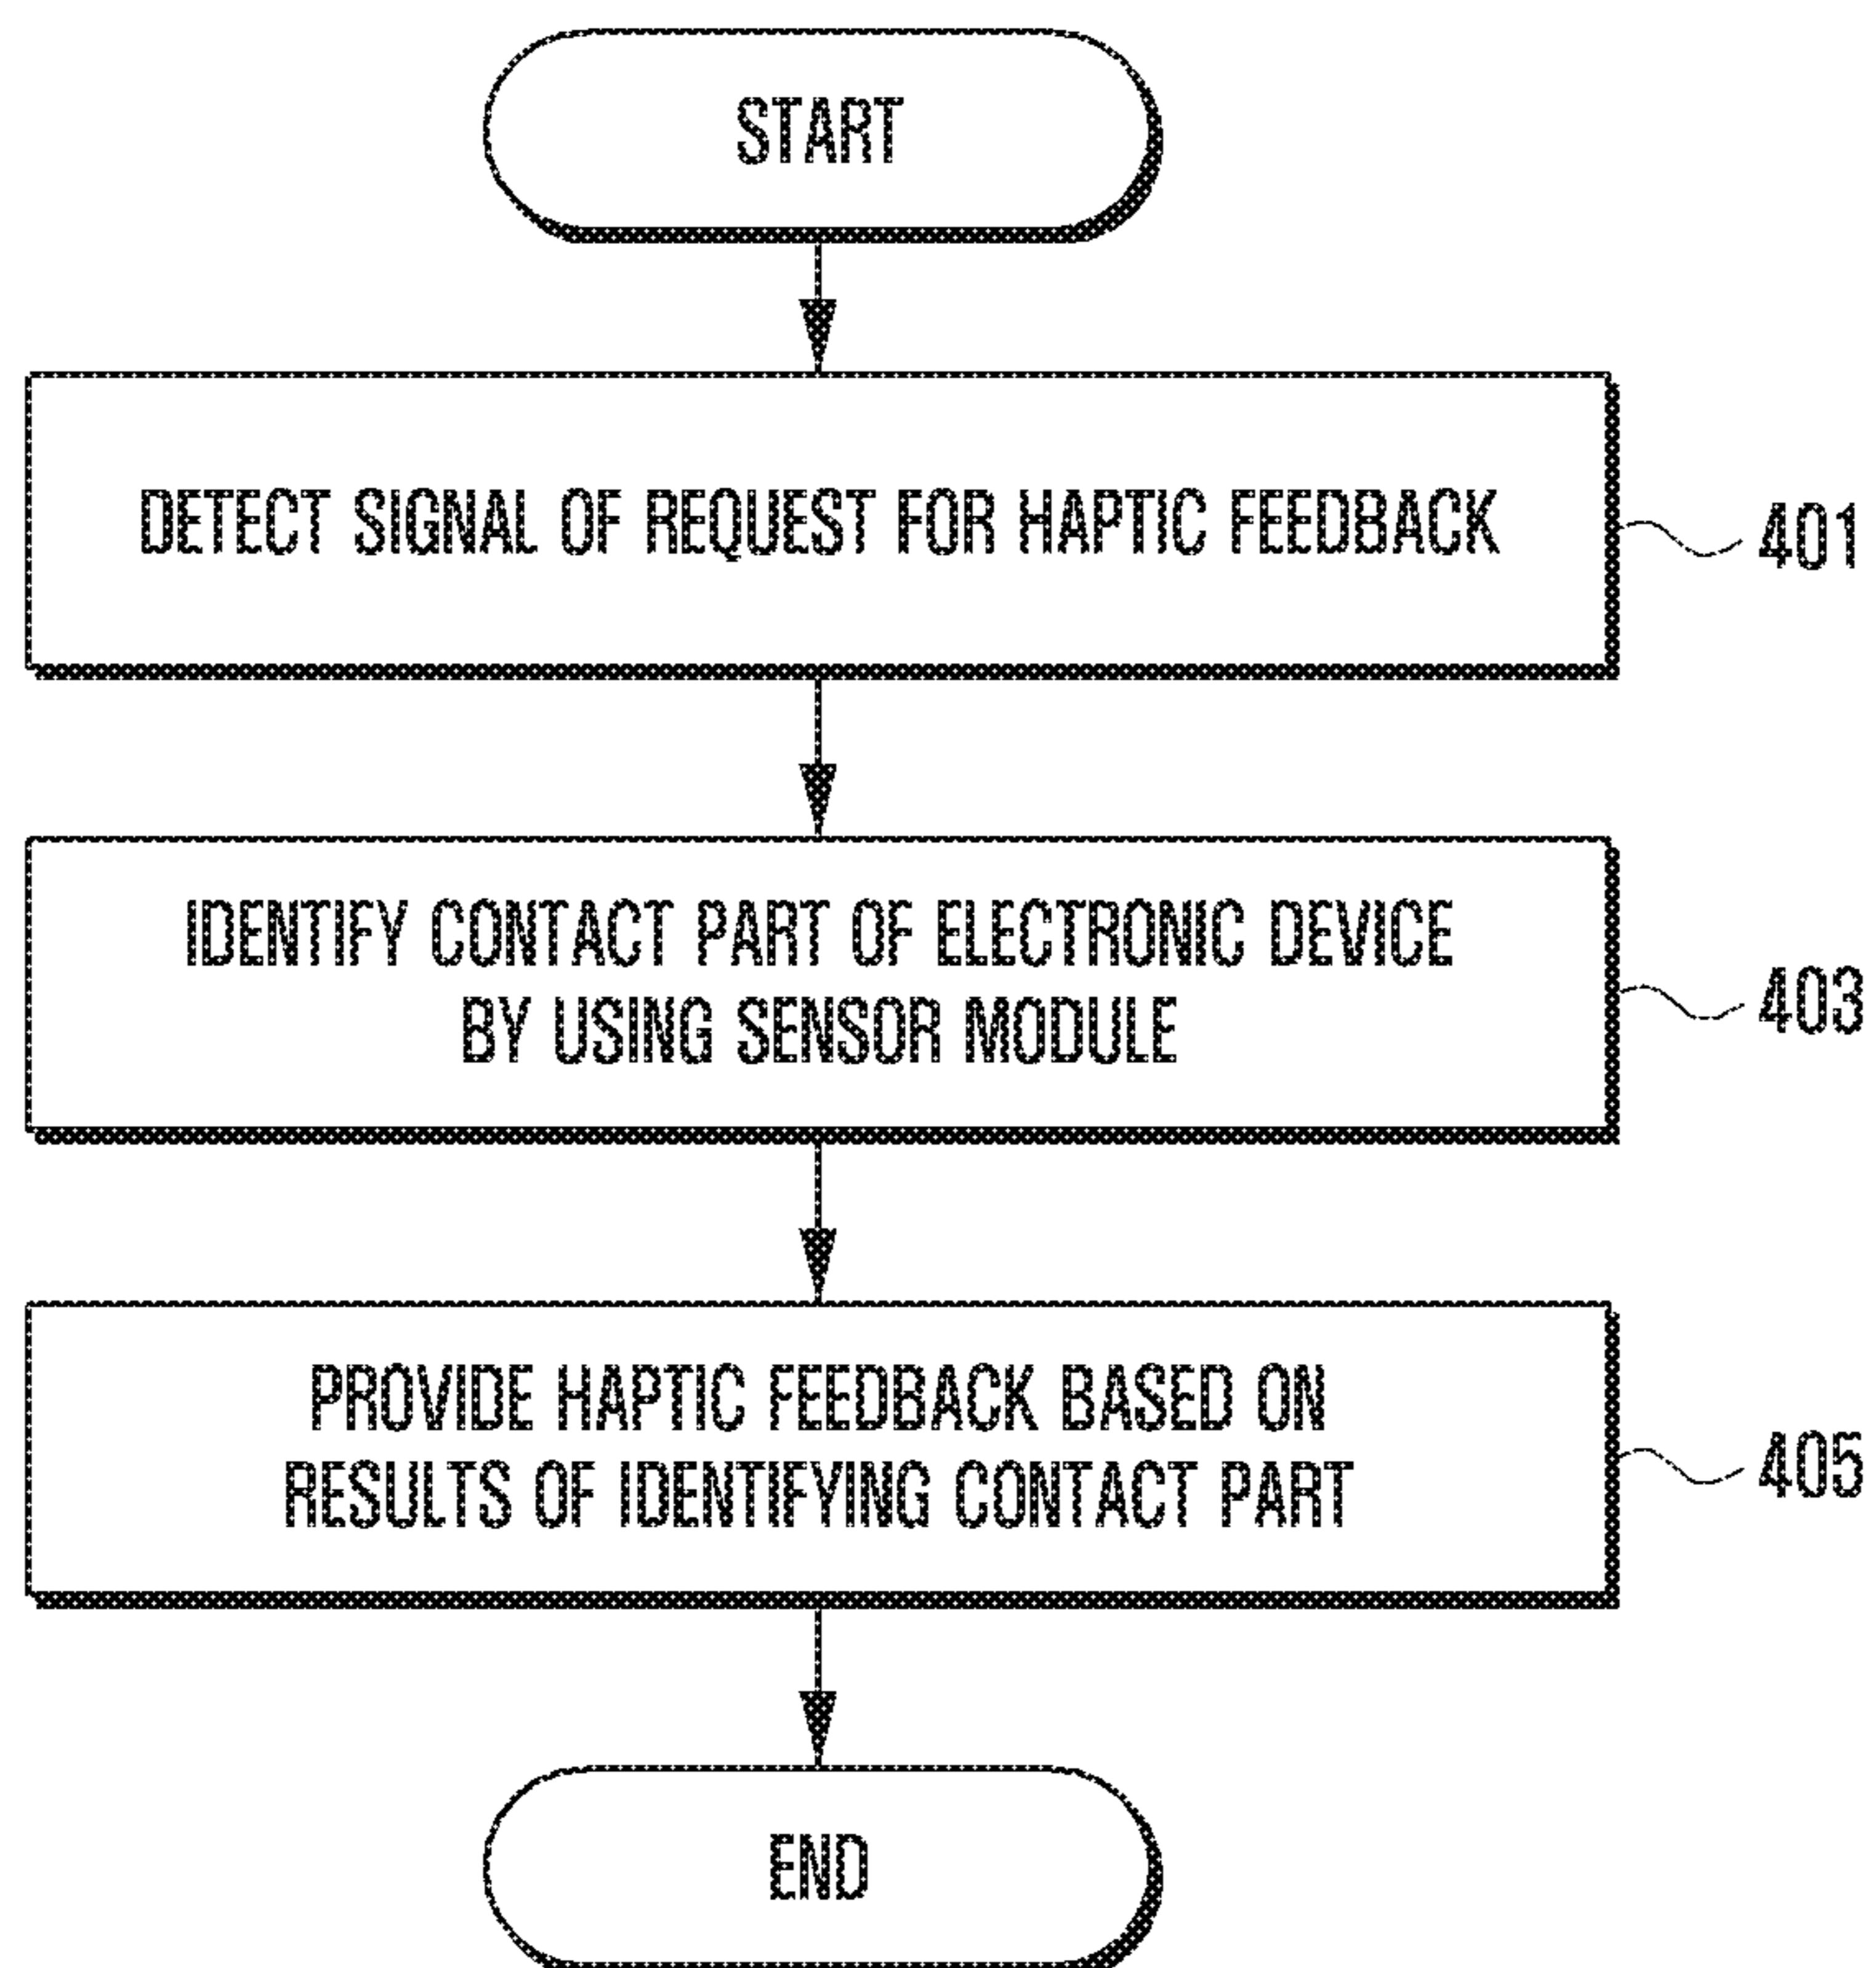 START
DETECT SIGNAL OF REQUEST FOR HAPTIC FEEDBACK
401
IDENTIFY CONTACT PART OF ELECTRONIC DEVICE
BY USING SENSOR MODULE
403
PROVIDE HAPTIC FEEDBACK BASED ON
RESULTS OF IDENTIFYING CONTACT PART
405
END